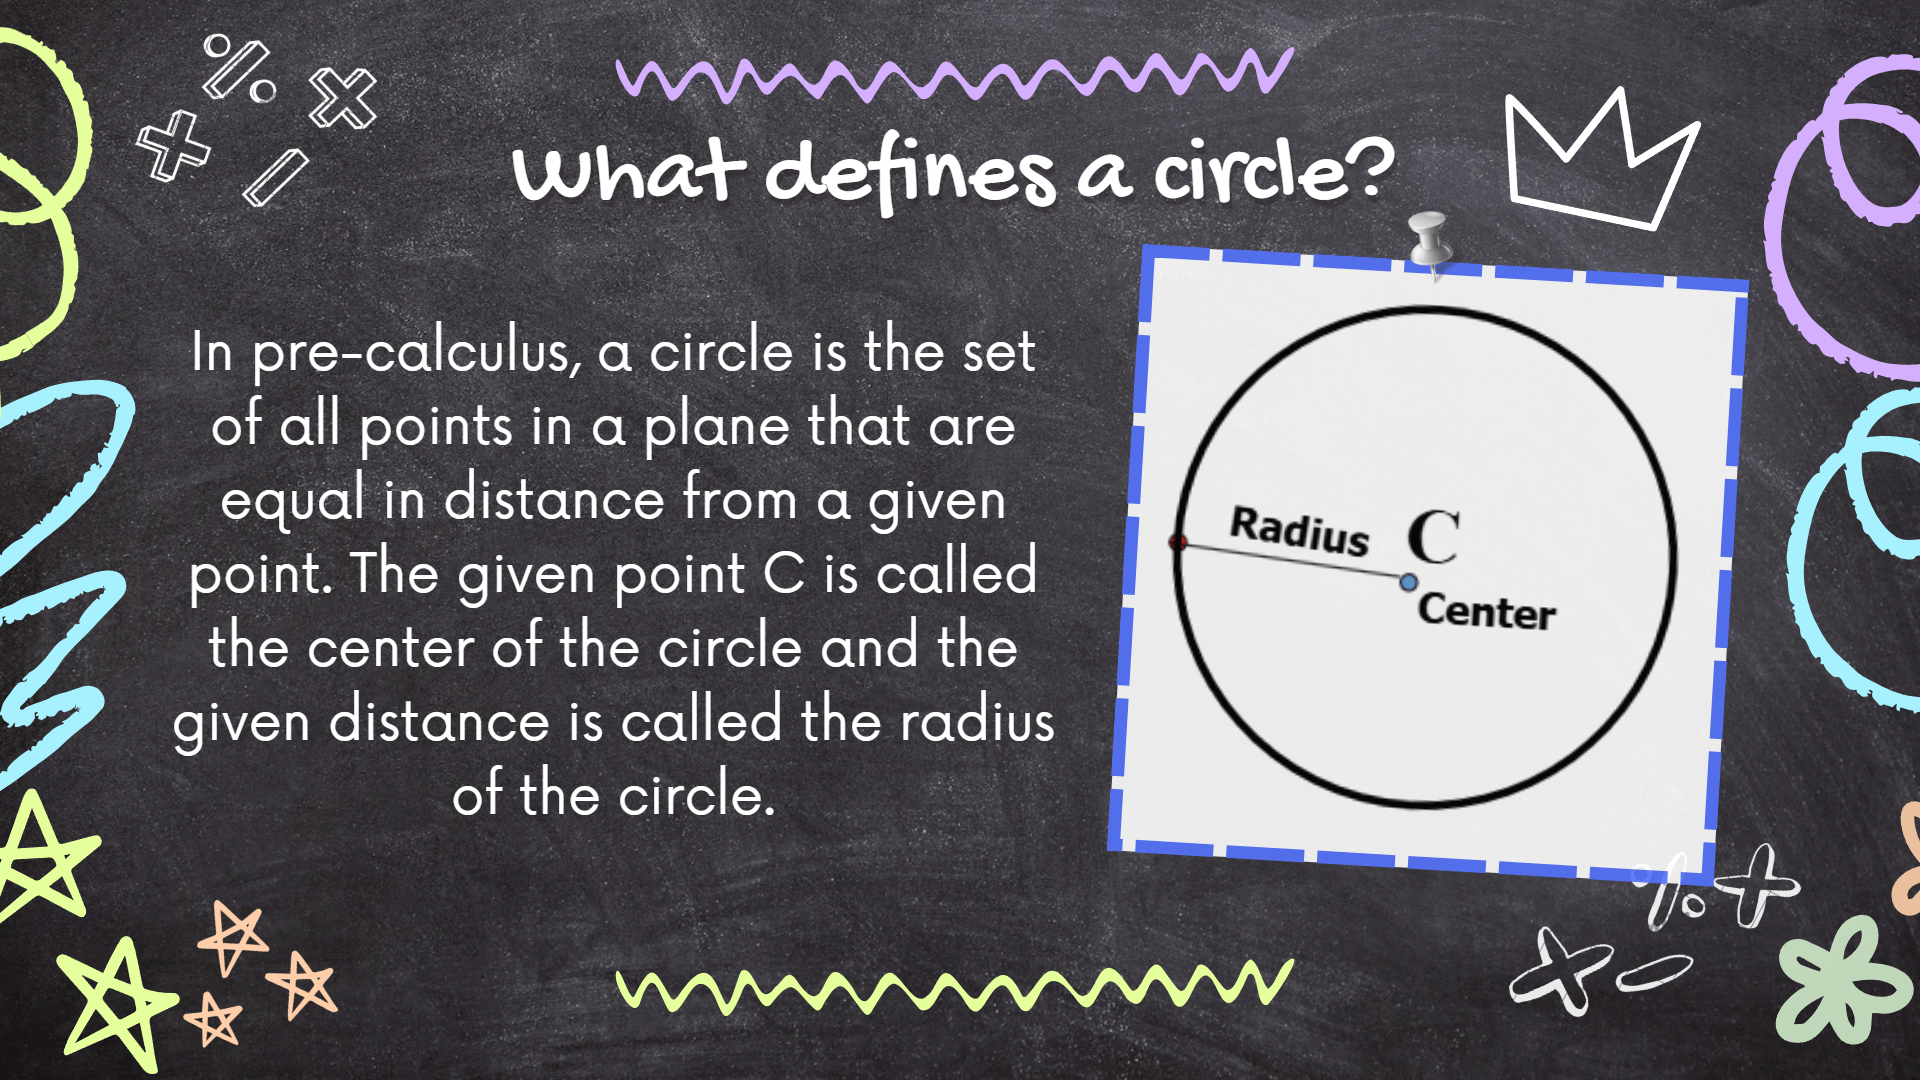 What defines a circle?
In pre-calculus, a circle is the set
of all points in a plane that are
equal in distance from a given
point. The given point C is called
the center of the circle and the
given distance is called the radius
of the circle.
Radius
C
Center